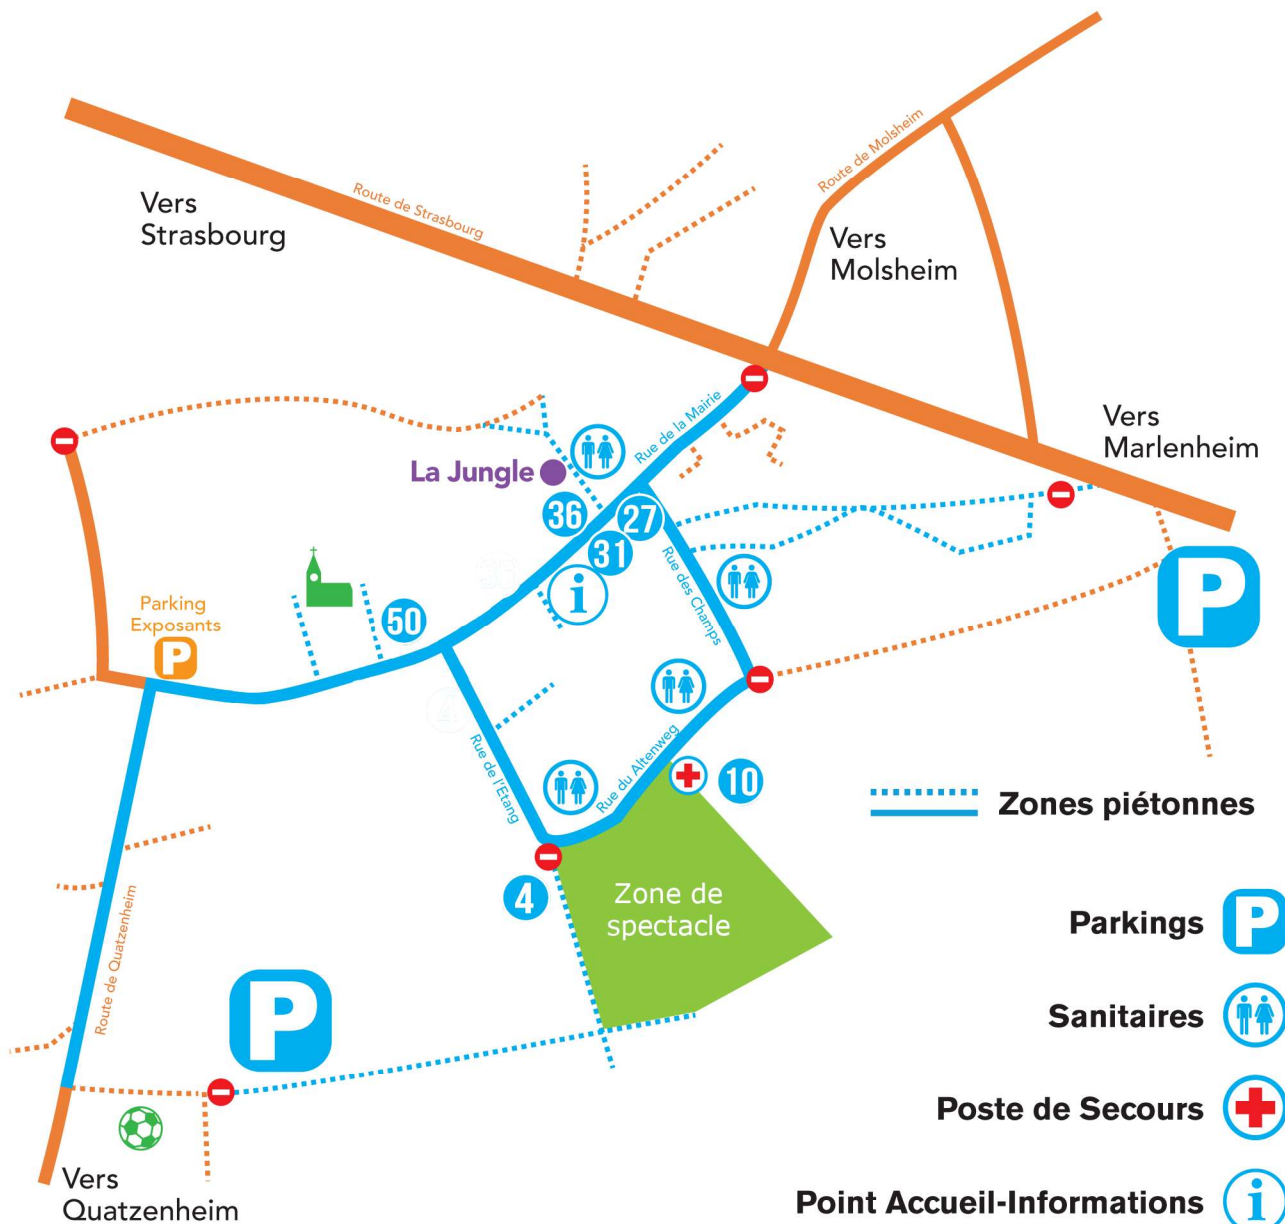 Route de Molsheim
Route de Strasbourg
Vers
Strasbourg
Vers
Molsheim
Vers
Marlenheim
Rue de la Mairie
La Jungle
36
27
31
i
Rue des Champs
P
Parking
Exposants
P
50
4
Rue de l'Etang
Rue du Altenweg
10
Zones piétonnes
4
Zone de
spectacle
Route de Quatzenheim
P
Parkings P
Sanitaires
Poste de Secours
Vers
Quatzenheim
Point Accueil-Informations i